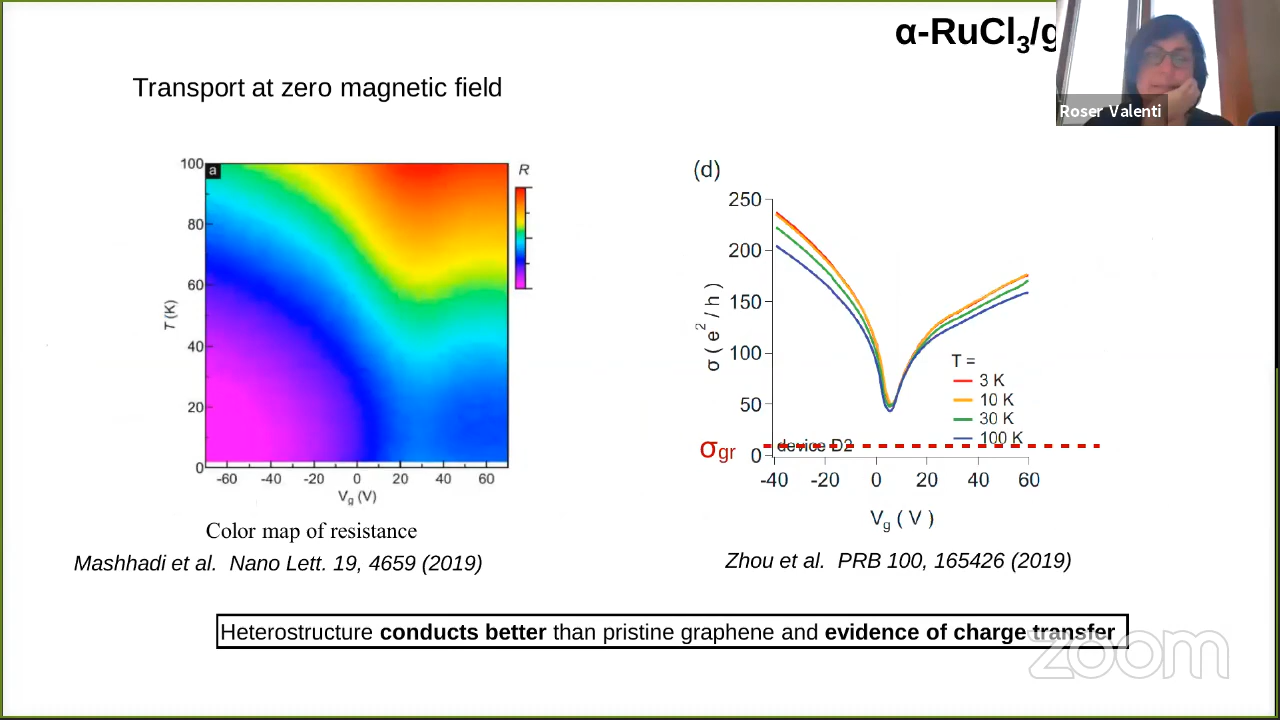 α-RuCl₃/g
Roser Valenti
Transport at zero magnetic field
a
R
100
80
60
40
20
0
T (K)
-60 -40 -20 0 20 40 60
Vg (V)
Color map of resistance
Mashhadi et al. Nano Lett. 19, 4659 (2019)
(d)
250
200
150
100
50
0
σ ( e² / h )
T =
3 K
10 K
30 K
100 K
device D2
σgr
-40 -20 0 20 40 60
Vg ( V )
Zhou et al. PRB 100, 165426 (2019)
Heterostructure conducts better than pristine graphene and evidence of charge transfer
zoom